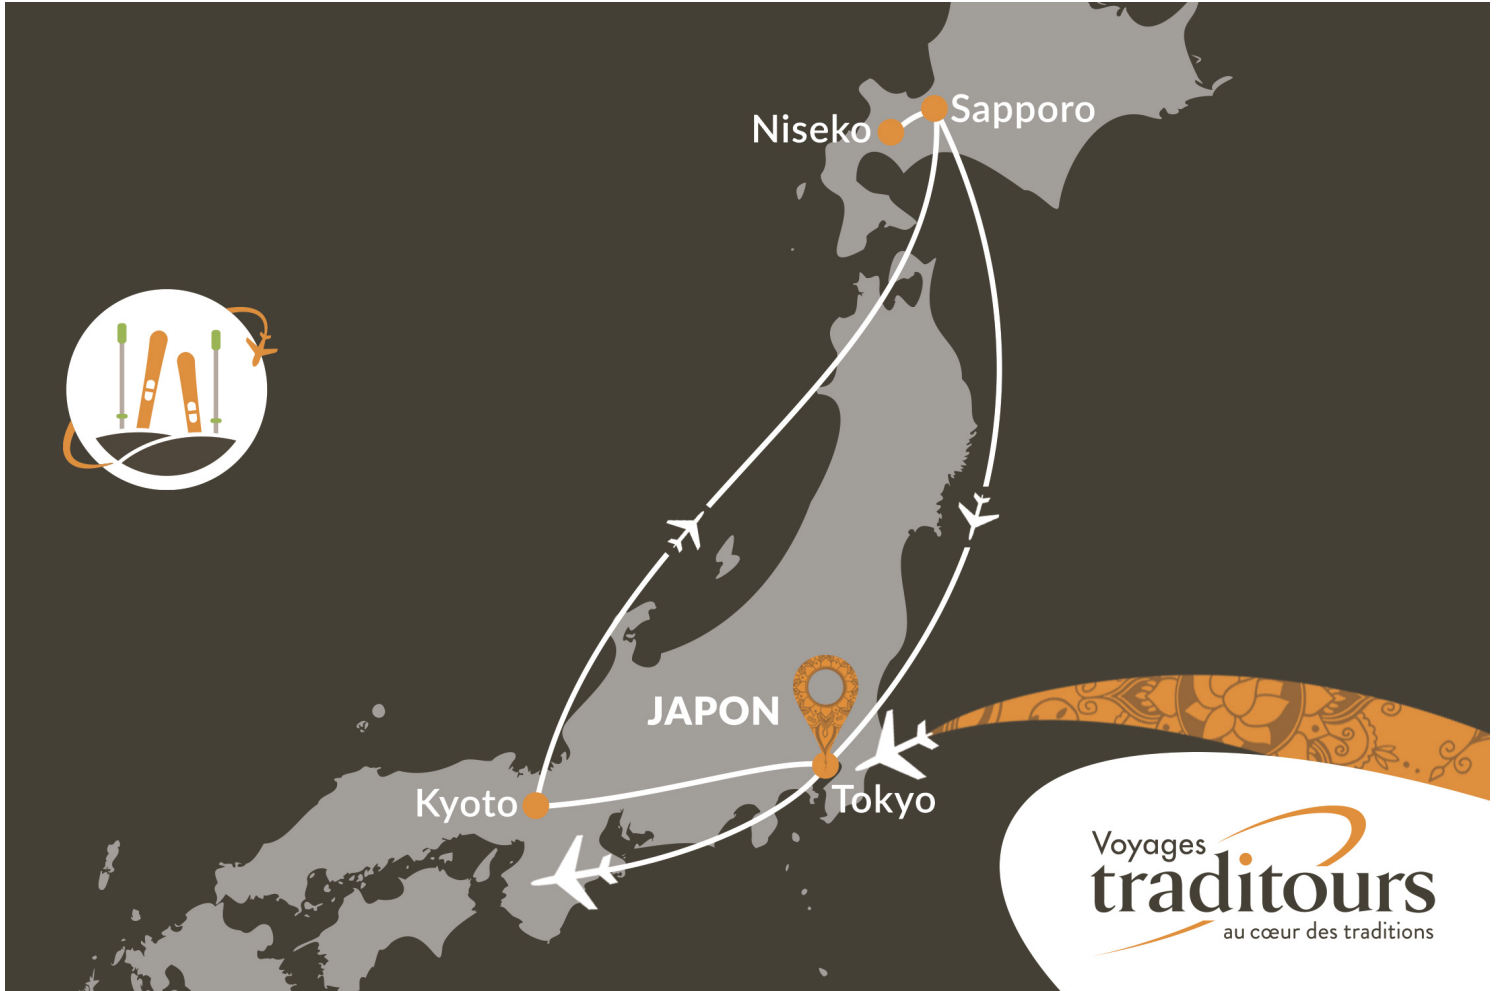 Niseko
Sapporo
JAPON
Kyoto
Tokyo
Voyages
traditours
au cœur des traditions